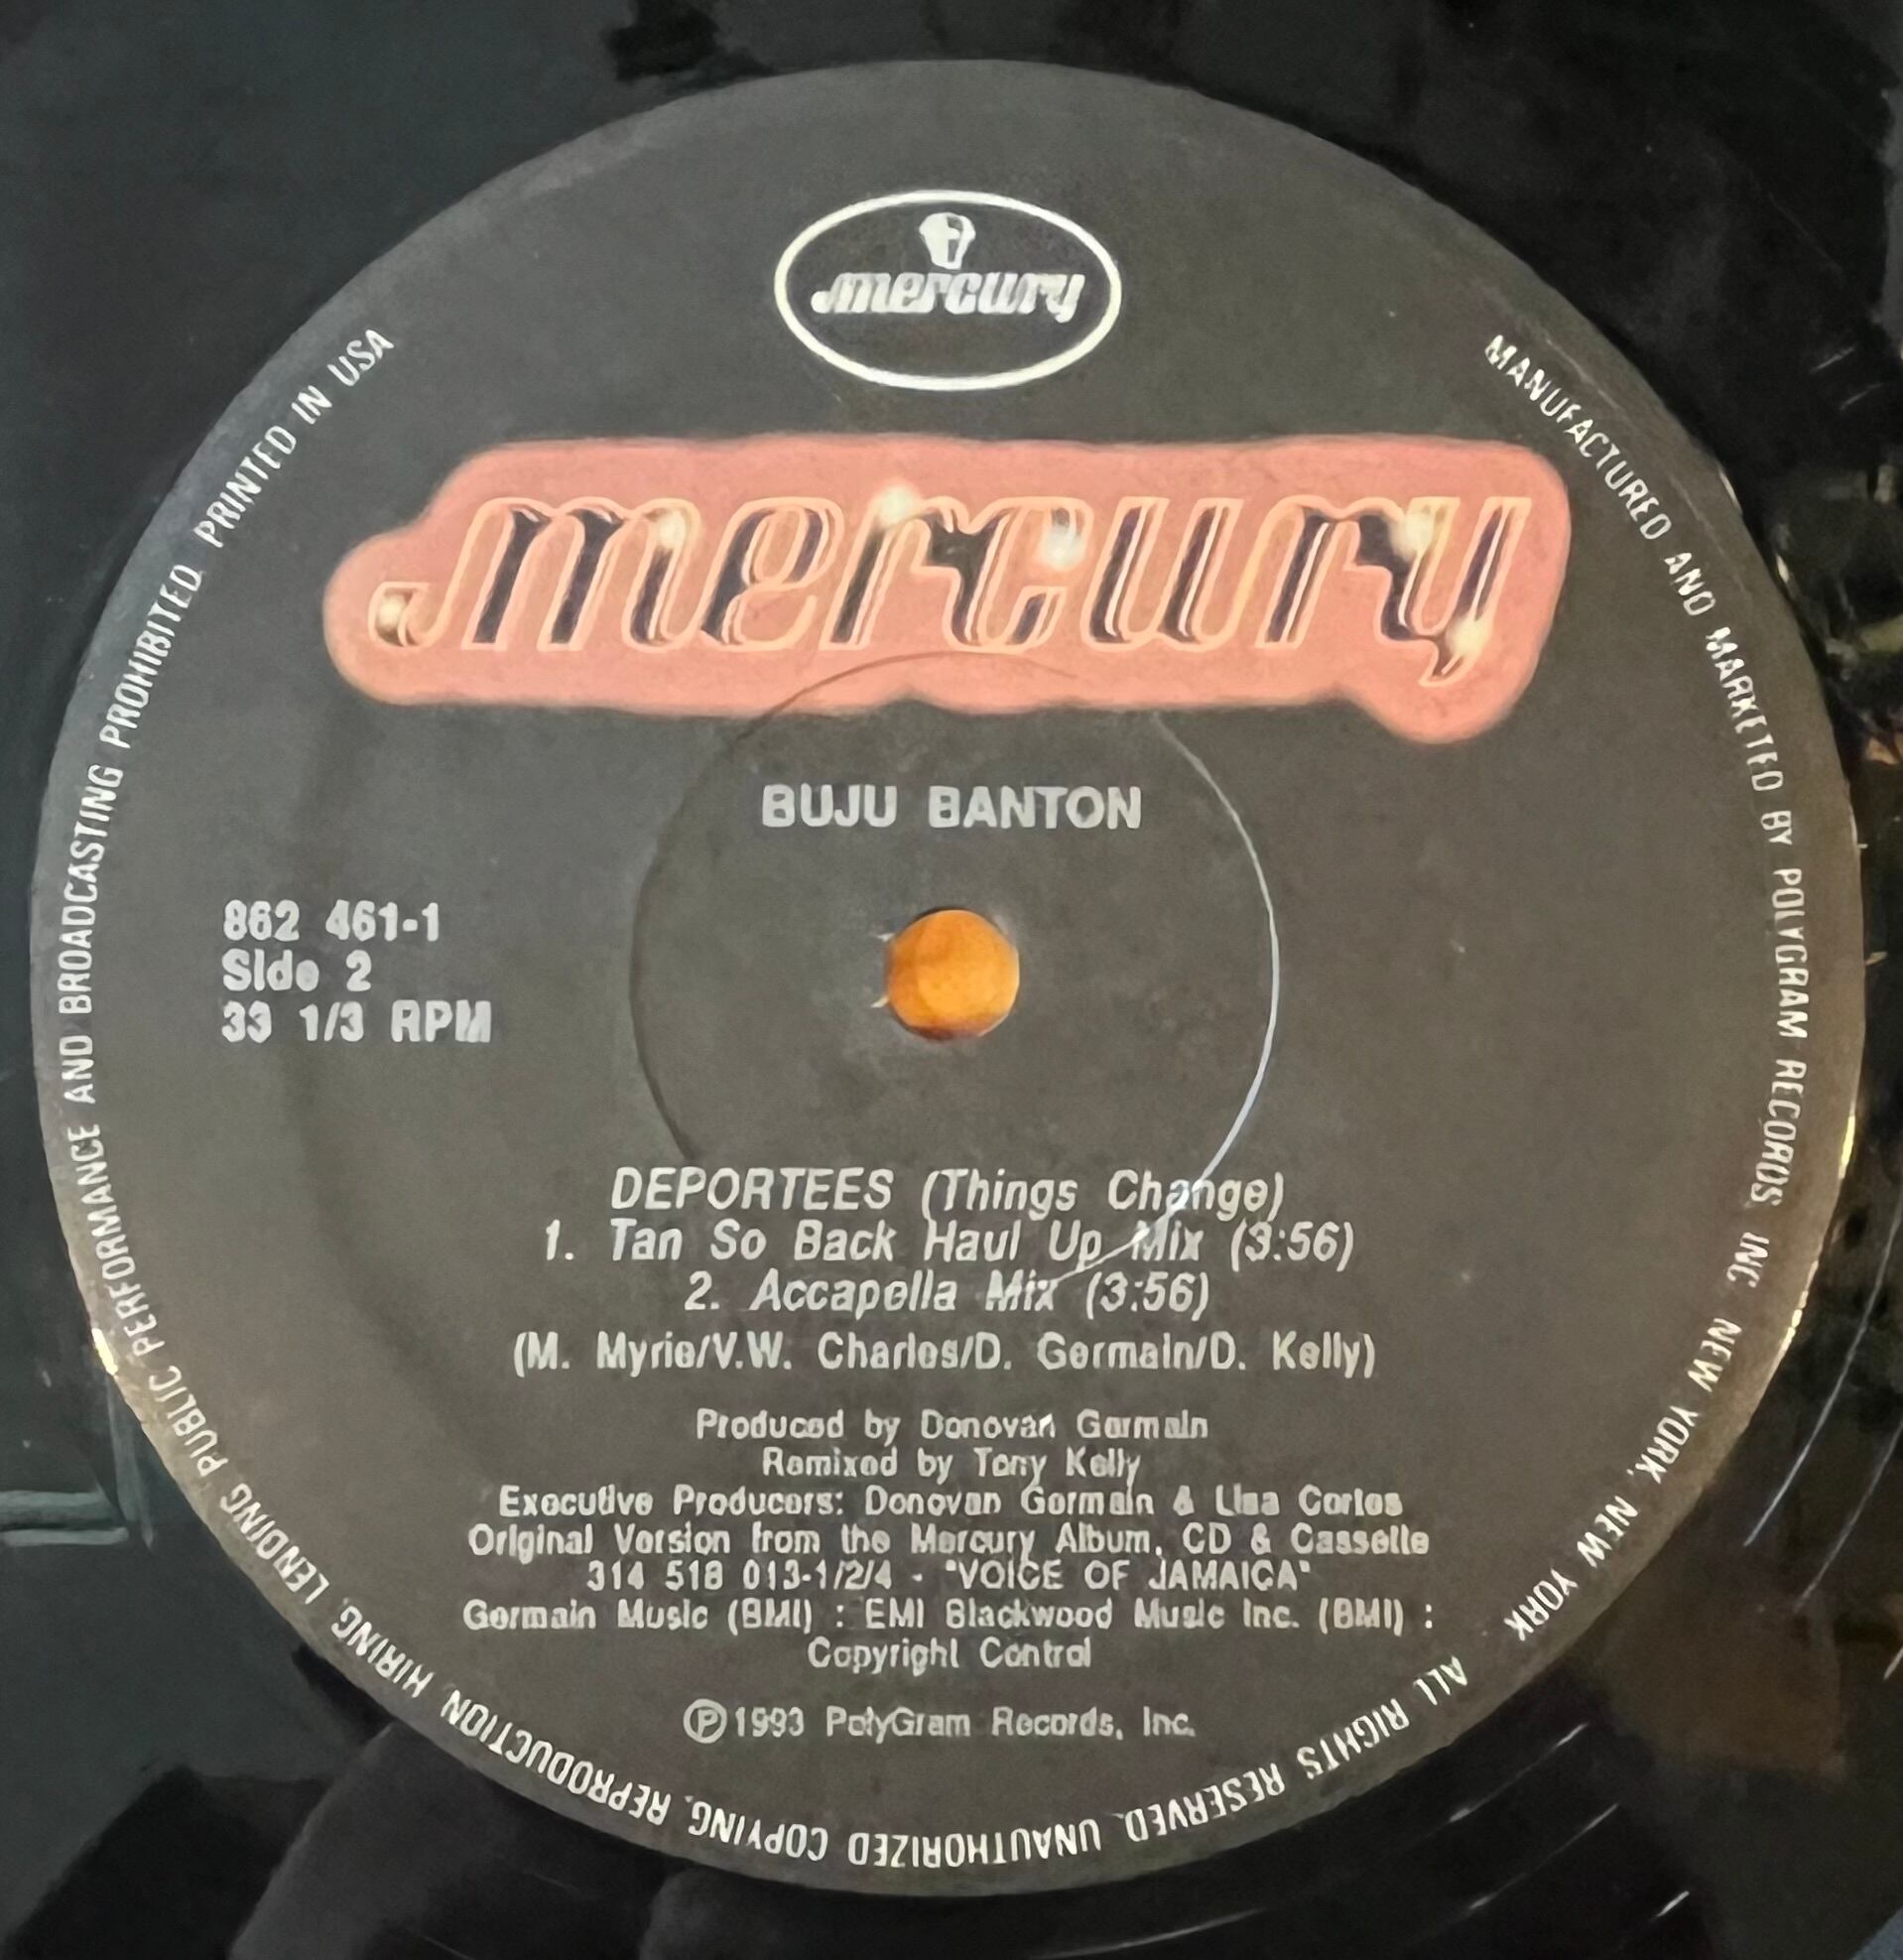 mercury
mercury
BUJU BANTON
862 461-1
Side 2
33 1/3 RPM
DEPORTEES (Things Change)
1. Tan So Back Haul Up Mix (3:56)
2. Accapella Mix (3:56)
(M. Myrie/V.W. Charles/D. Germain/D. Kelly)
Produced by Donovan Germain
Remixed by Tony Kelly
Executive Producers: Donovan Germain & Lisa Cortes
Original Version from the Mercury Album, CD & Cassette
314 518 013-1/2/4 - "VOICE OF JAMAICA"
Germain Music (BMI) : EMI Blackwood Music Inc. (BMI) :
Copyright Control
℗1993 PolyGram Records, Inc.
MANUFACTURED AND MARKETED BY POLYGRAM RECORDS, INC. NEW YORK, NEW YORK
ALL RIGHTS RESERVED. UNAUTHORIZED COPYING, REPRODUCTION, HIRING, LENDING, PUBLIC PERFORMANCE AND BROADCASTING PROHIBITED. PRINTED IN USA